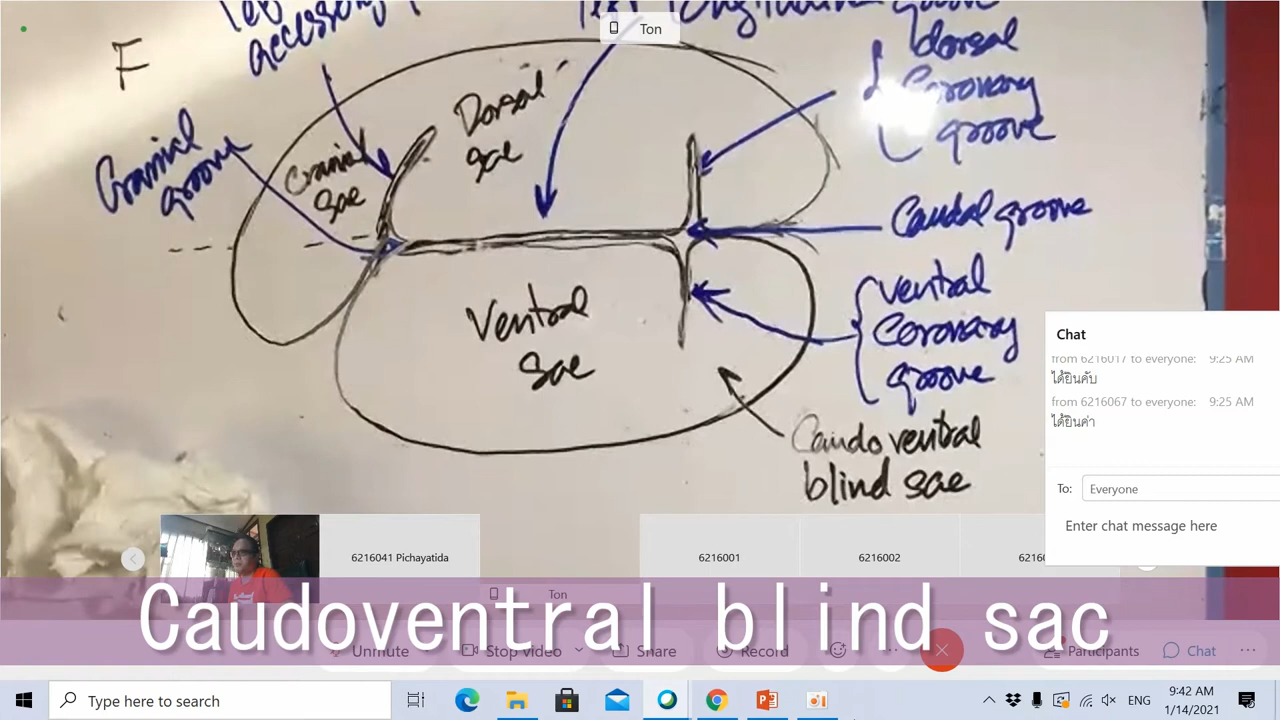 accessory
Ton
F
groove
dorsal
coronary
groove
Dorsal
sac
Cranial
groove
Cranial
sac
Caudal groove
Ventral
sac
ventral
coronary
groove
Caudoventral
blind sac
Chat
from 6216017 to everyone: 9:25 AM
ได้ยินคับ
from 6216067 to everyone: 9:25 AM
ได้ยินค่า
To: Everyone
Enter chat message here
6216041 Pichayatida
6216001
6216002
Ton
Caudoventral blind sac
Unmute
Stop video
Share
Record
Participants
Chat
Type here to search
ENG
9:42 AM
1/14/2021